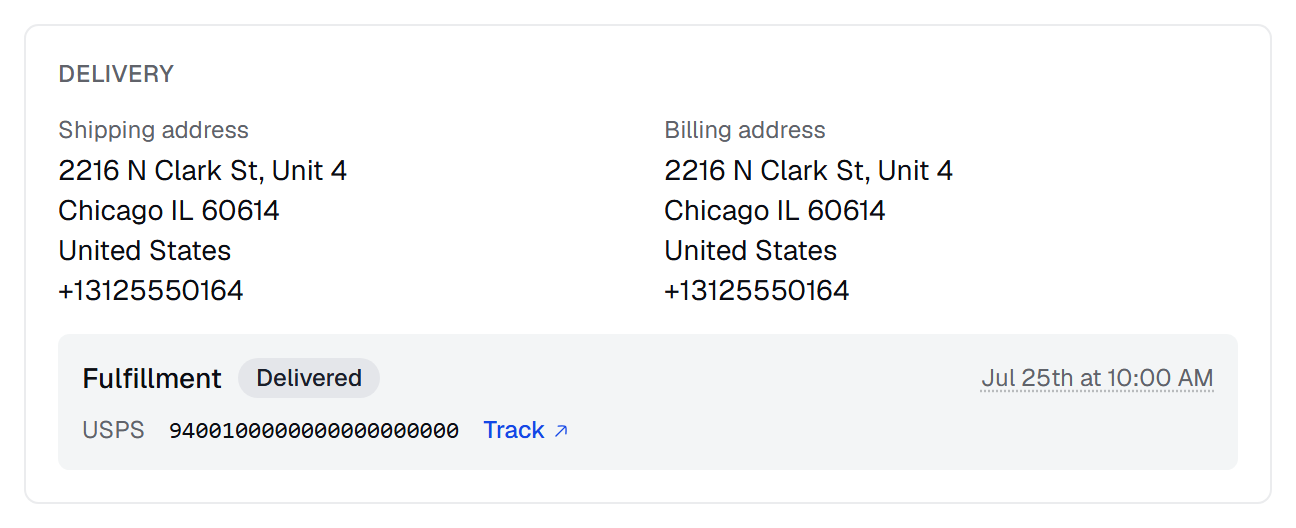 DELIVERY
Shipping address
2216 N Clark St, Unit 4
Chicago IL 60614
United States
+13125550164
Billing address
2216 N Clark St, Unit 4
Chicago IL 60614
United States
+13125550164
Fulfillment Delivered Jul 25th at 10:00 AM
USPS 9400100000000000000000 Track ↗